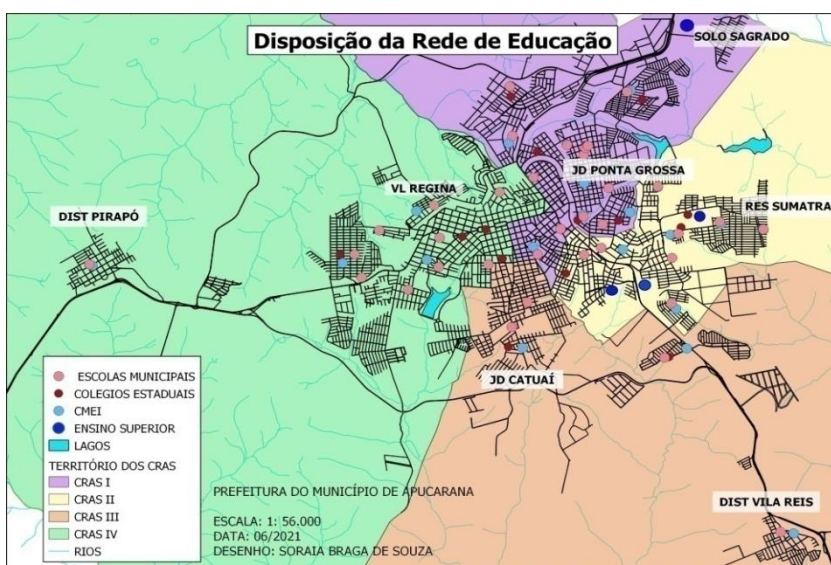 Disposição da Rede de Educação
SOLO SAGRADO
JD PONTA GROSSA
VL REGINA
RES SUMATRA
DIST PIRAPÓ
JD CATUAÍ
DIST VILA REIS
ESCOLAS MUNICIPAIS
COLEGIOS ESTADUAIS
CMEI
ENSINO SUPERIOR
LAGOS
TERRITÓRIO DOS CRAS
CRAS I
CRAS II
CRAS III
CRAS IV
RIOS
PREFEITURA DO MUNICÍPIO DE APUCARANA
ESCALA: 1: 56.000
DATA: 06/2021
DESENHO: SORAIA BRAGA DE SOUZA